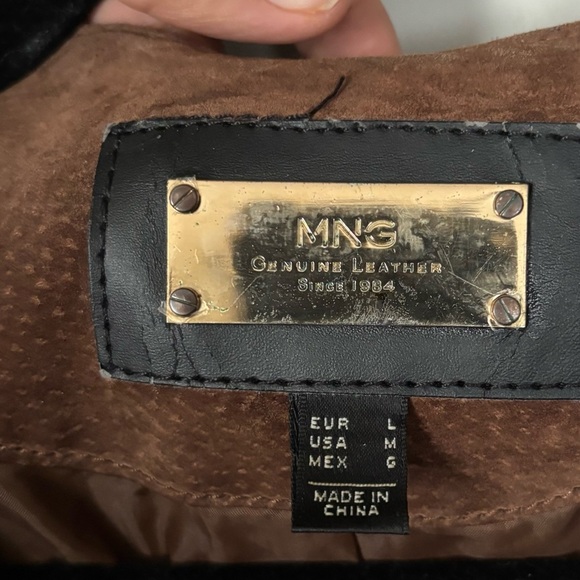 MNG
GENUINE LEATHER
SINCE 1984
EUR L
USA M
MEX G
MADE IN
CHINA